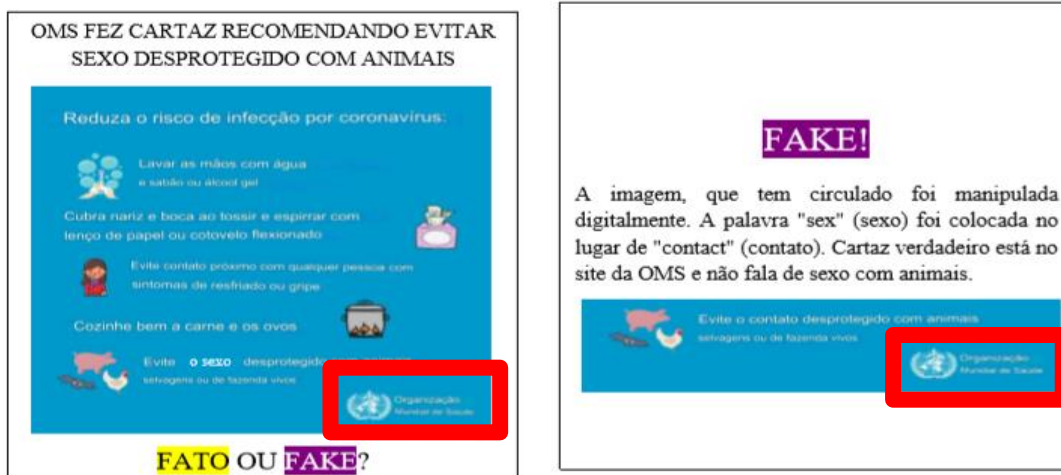 OMS FEZ CARTAZ RECOMENDANDO EVITAR
SEXO DESPROTEGIDO COM ANIMAIS
Reduza o risco de infecção por coronavírus:
Lavar as mãos com água
e sabão ou álcool gel
Cubra nariz e boca ao tossir e espirrar com
lenço de papel ou cotovelo flexionado
Evite contato próximo com qualquer pessoa com
sintomas de resfriado ou gripe
Cozinhe bem a carne e os ovos
Evite o sexo desprotegido com animais
selvagens ou de fazenda vivos
Organização
Mundial de Saúde
FATO OU FAKE?
FAKE!
A imagem, que tem circulado foi manipulada
digitalmente. A palavra "sex" (sexo) foi colocada no
lugar de "contact" (contato). Cartaz verdadeiro está no
site da OMS e não fala de sexo com animais.
Evite o contato desprotegido com animais
selvagens ou de fazenda vivos
Organização
Mundial de Saúde